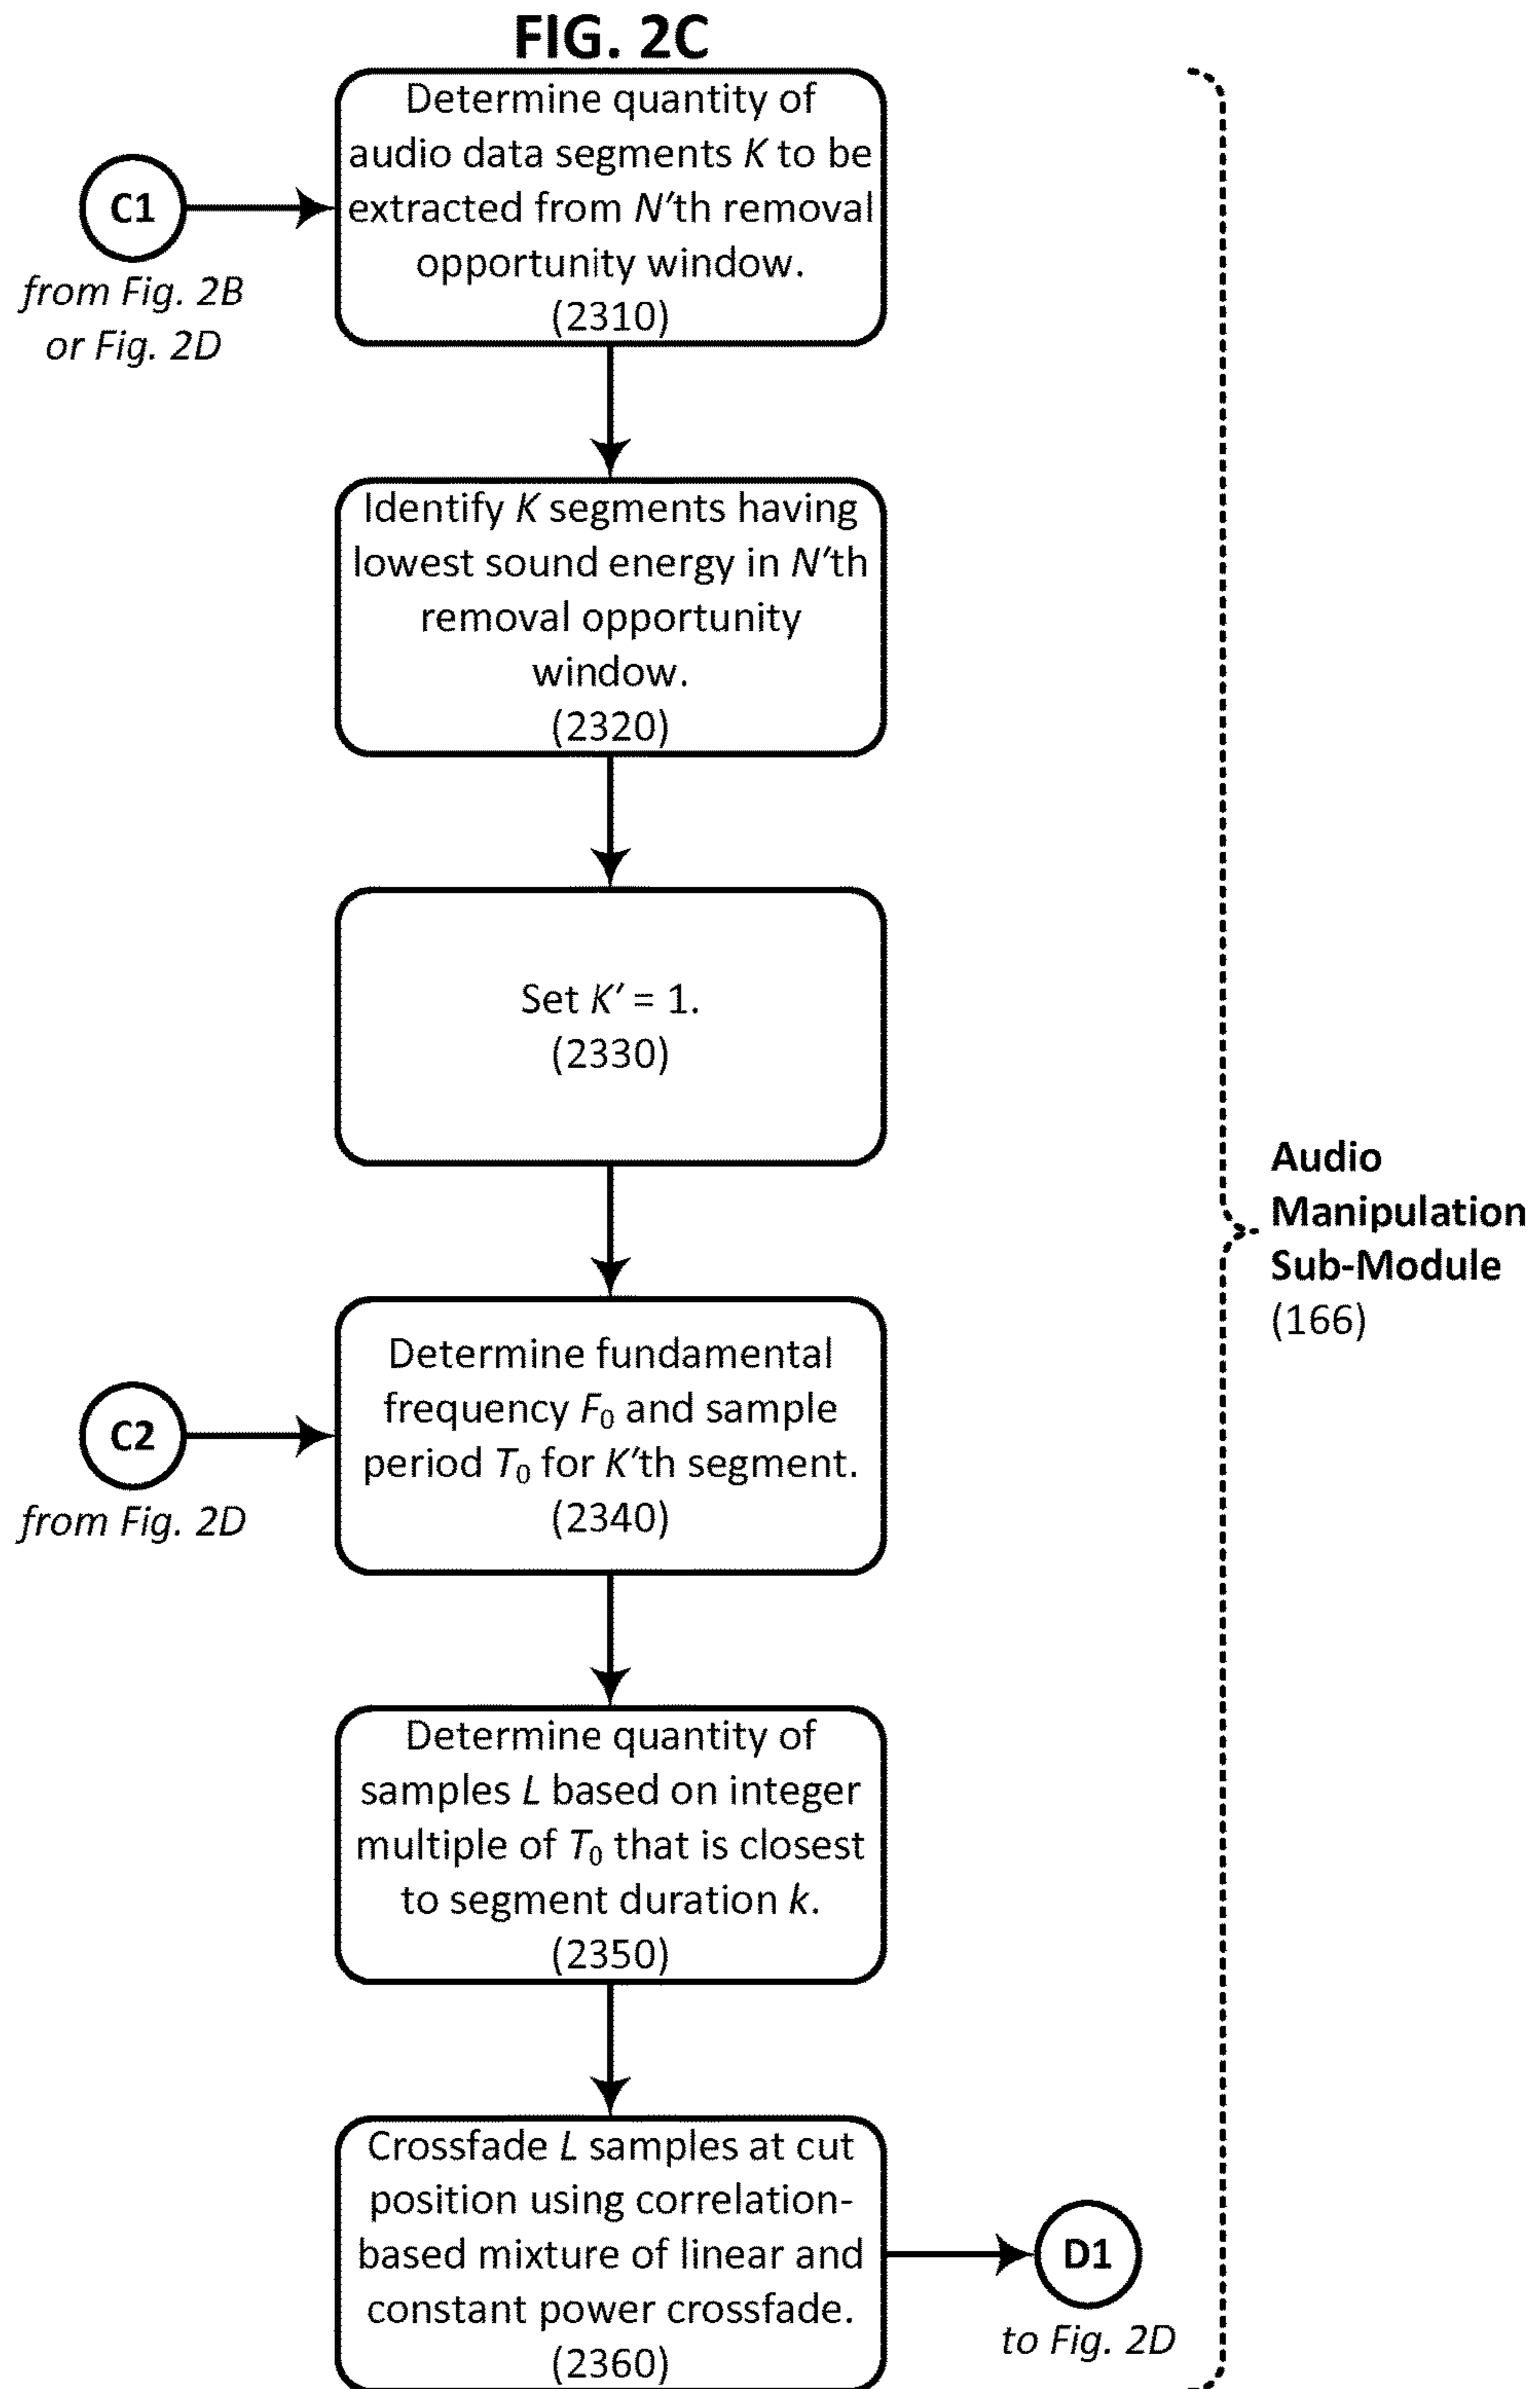 FIG. 2C
Determine quantity of
audio data segments K to be
extracted from N'th removal
opportunity window.
(2310)
C1
from Fig. 2B
or Fig. 2D
Identify K segments having
lowest sound energy in N'th
removal opportunity
window.
(2320)
Set K' = 1.
(2330)
Audio
Manipulation
Sub-Module
(166)
Determine fundamental
frequency F₀ and sample
period T₀ for K'th segment.
(2340)
C2
from Fig. 2D
Determine quantity of
samples L based on integer
multiple of T₀ that is closest
to segment duration k.
(2350)
Crossfade L samples at cut
position using correlation-
based mixture of linear and
constant power crossfade.
(2360)
D1
to Fig. 2D